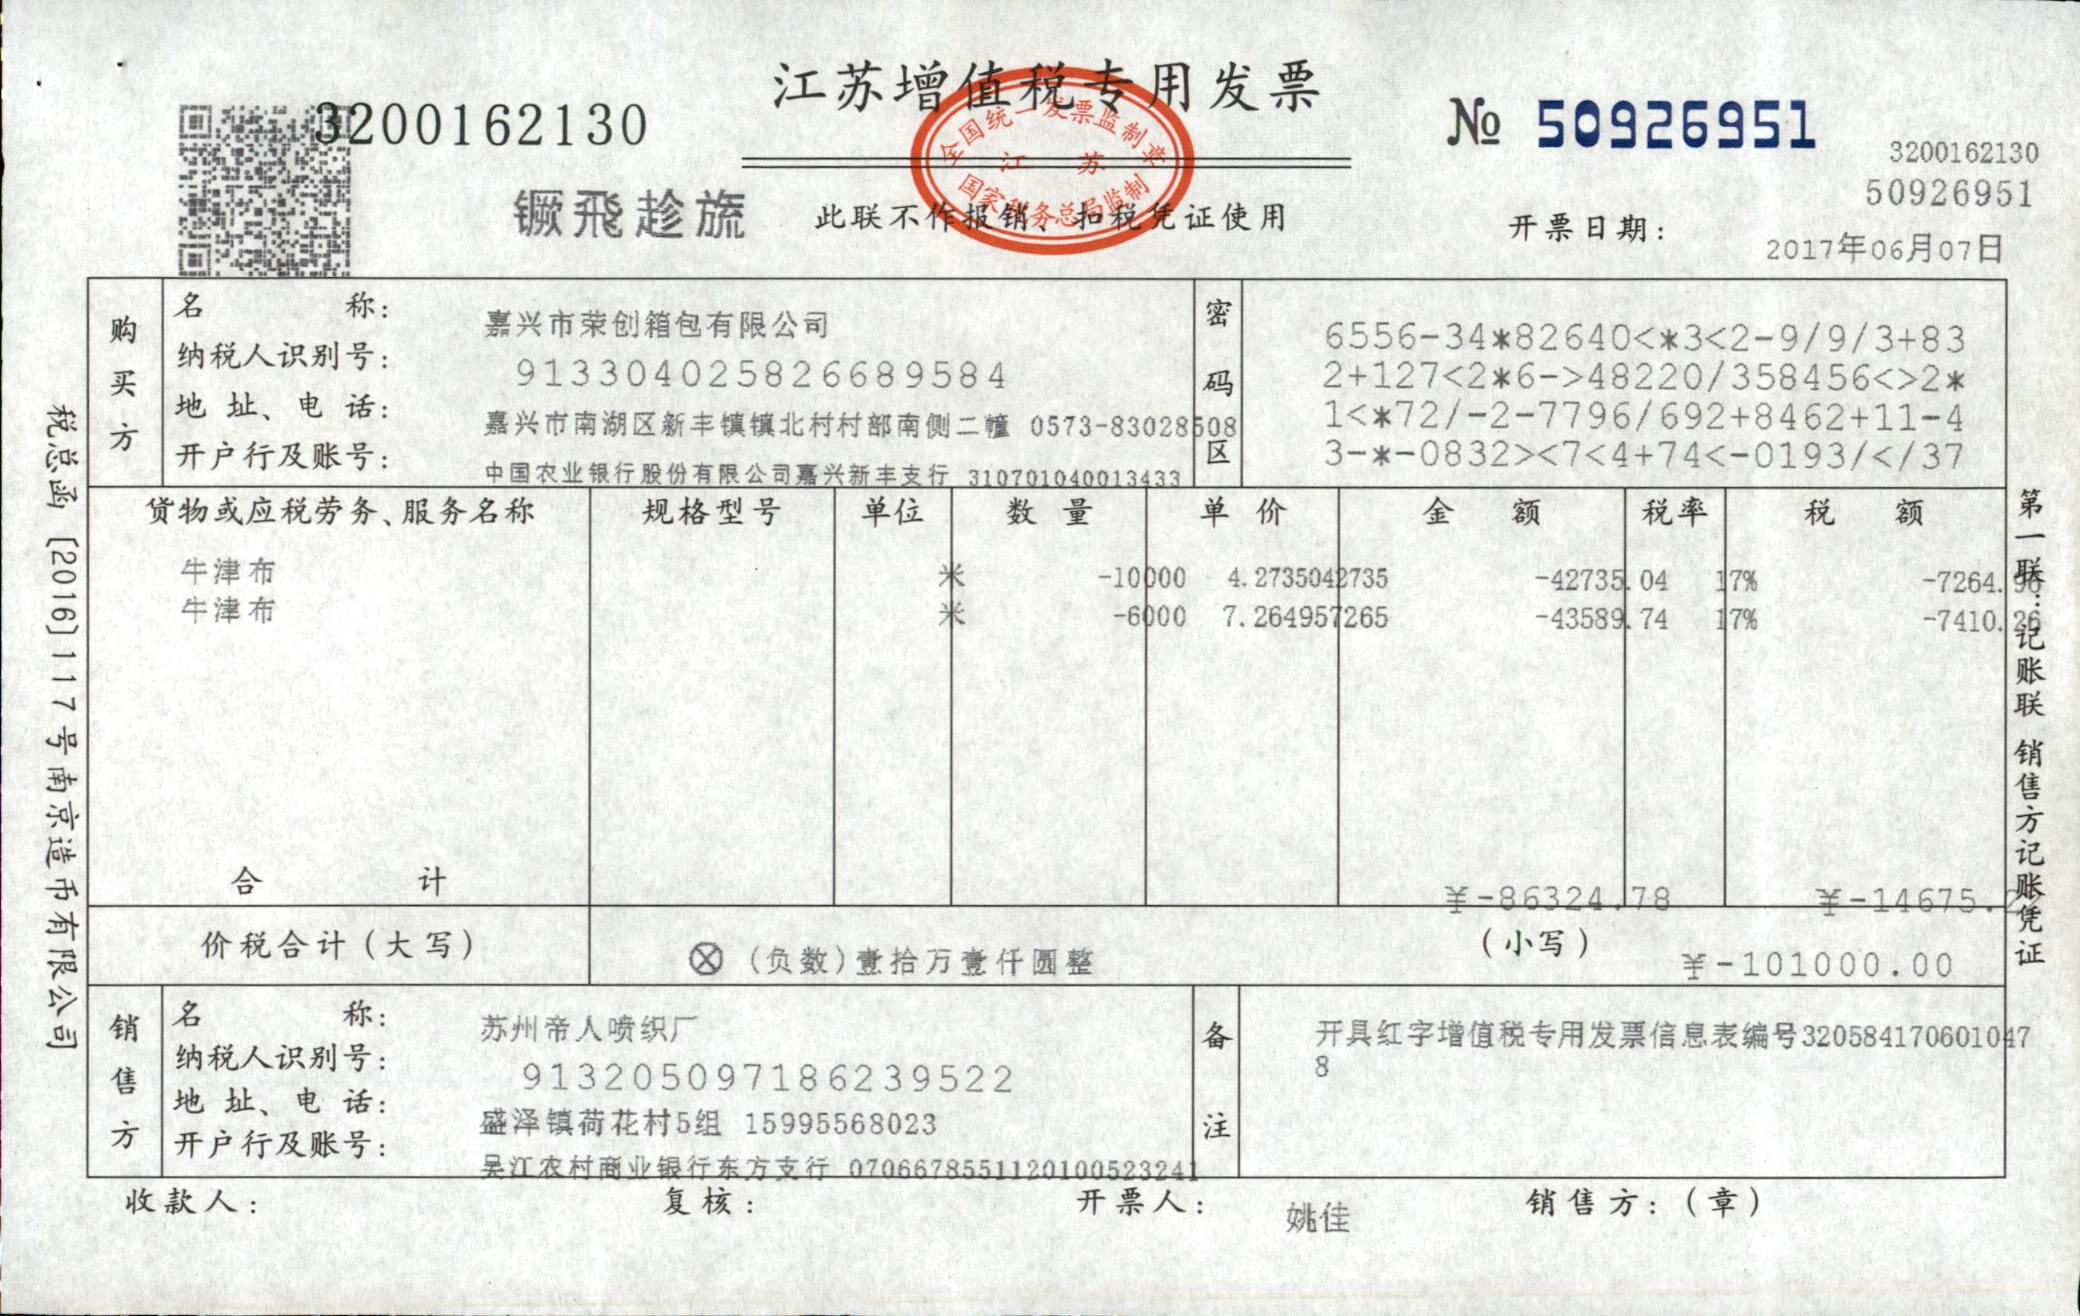 江苏增值税专用发票
3200162130
№ 50926951
3200162130
50926951
全国统一发票监制章
江 苏
国家税务总局监制
镢飛趁旈
此联不作报销、扣税凭证使用
开票日期:
2017年06月07日
购买方
名 称: 嘉兴市荣创箱包有限公司
纳税人识别号: 913304025826689584
地 址、电 话: 嘉兴市南湖区新丰镇镇北村村部南侧二幢 0573-83028508
开户行及账号: 中国农业银行股份有限公司嘉兴新丰支行 310701040013433
密码区
6556-34*82640<*3<2-9/9/3+83
2+127<2*6->48220/358456<>2*
1<*72/-2-7796/692+8462+11-4
3-*-0832><7<4+74<-0193/</37
货物或应税劳务、服务名称 规格型号 单位 数 量 单 价 金 额 税率 税 额
牛津布 米 -10000 4.2735042735 -42735.04 17% -7264.96
牛津布 米 -6000 7.264957265 -43589.74 17% -7410.26
合 计 ¥-86324.78 ¥-14675.
价税合计(大写) ⊗ (负数)壹拾万壹仟圆整 (小写) ¥-101000.00
销售方
名 称: 苏州帝人喷织厂
纳税人识别号: 913205097186239522
地 址、电 话: 盛泽镇荷花村5组 15995568023
开户行及账号: 吴江农村商业银行东方支行 0706678551120100523241
备注
开具红字增值税专用发票信息表编号320584170601047
8
收款人: 复核: 开票人: 姚佳 销售方:(章)
税总函〔2016〕117号南京造币有限公司
第一联:记账联 销售方记账凭证